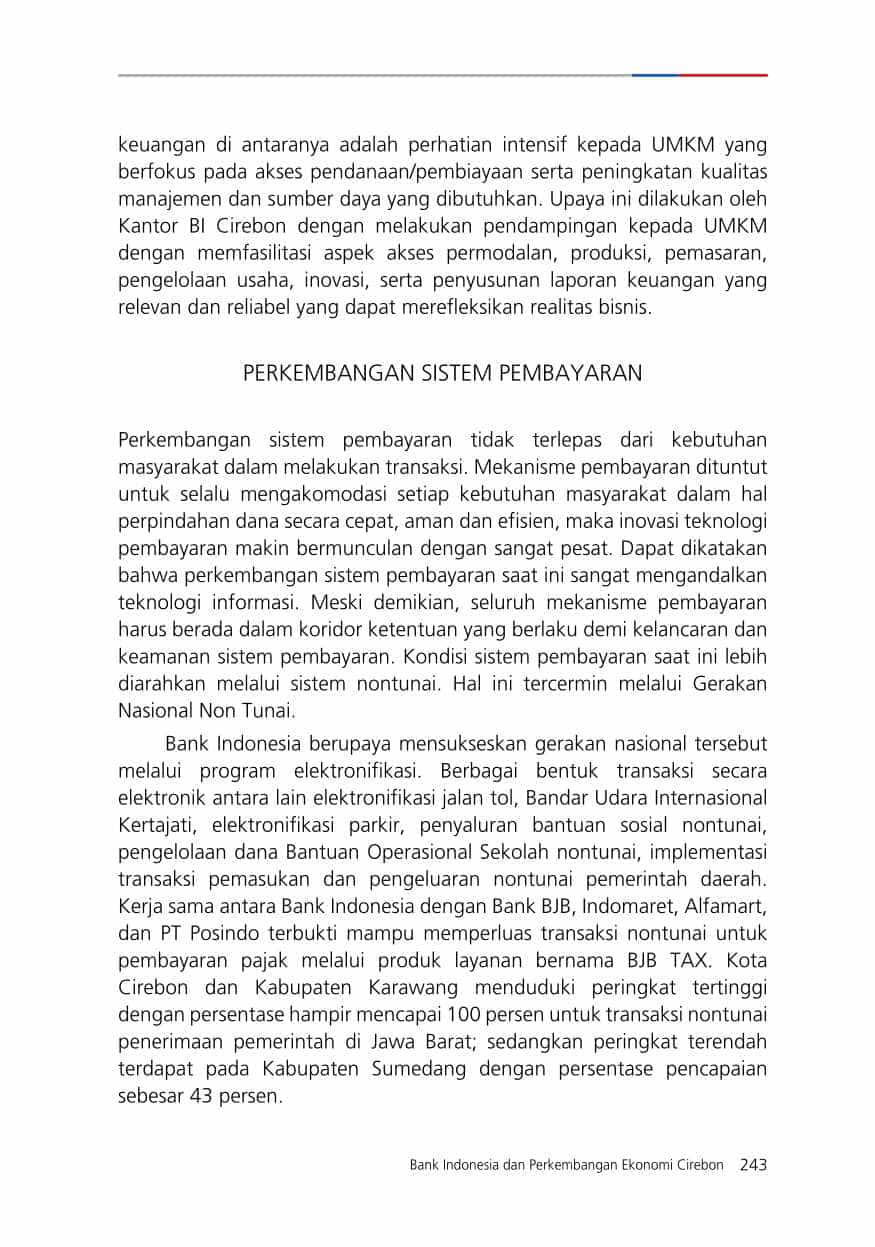 keuangan di antaranya adalah perhatian intensif kepada UMKM yang
berfokus pada akses pendanaan/pembiayaan serta peningkatan kualitas
manajemen dan sumber daya yang dibutuhkan. Upaya ini dilakukan oleh
Kantor BI Cirebon dengan melakukan pendampingan kepada UMKM
dengan memfasilitasi aspek akses permodalan, produksi, pemasaran,
pengelolaan usaha, inovasi, serta penyusunan laporan keuangan yang
relevan dan reliabel yang dapat merefleksikan realitas bisnis.
PERKEMBANGAN SISTEM PEMBAYARAN
Perkembangan sistem pembayaran tidak terlepas dari kebutuhan
masyarakat dalam melakukan transaksi. Mekanisme pembayaran dituntut
untuk selalu mengakomodasi setiap kebutuhan masyarakat dalam hal
perpindahan dana secara cepat, aman dan efisien, maka inovasi teknologi
pembayaran makin bermunculan dengan sangat pesat. Dapat dikatakan
bahwa perkembangan sistem pembayaran saat ini sangat mengandalkan
teknologi informasi. Meski demikian, seluruh mekanisme pembayaran
harus berada dalam koridor ketentuan yang berlaku demi kelancaran dan
keamanan sistem pembayaran. Kondisi sistem pembayaran saat ini lebih
diarahkan melalui sistem nontunai. Hal ini tercermin melalui Gerakan
Nasional Non Tunai.
Bank Indonesia berupaya mensukseskan gerakan nasional tersebut
melalui program elektronifikasi. Berbagai bentuk transaksi secara
elektronik antara lain elektronifikasi jalan tol, Bandar Udara Internasional
Kertajati, elektronifikasi parkir, penyaluran bantuan sosial nontunai,
pengelolaan dana Bantuan Operasional Sekolah nontunai, implementasi
transaksi pemasukan dan pengeluaran nontunai pemerintah daerah.
Kerja sama antara Bank Indonesia dengan Bank BJB, Indomaret, Alfamart,
dan PT Posindo terbukti mampu memperluas transaksi nontunai untuk
pembayaran pajak melalui produk layanan bernama BJB TAX. Kota
Cirebon dan Kabupaten Karawang menduduki peringkat tertinggi
dengan persentase hampir mencapai 100 persen untuk transaksi nontunai
penerimaan pemerintah di Jawa Barat; sedangkan peringkat terendah
terdapat pada Kabupaten Sumedang dengan persentase pencapaian
sebesar 43 persen.
Bank Indonesia dan Perkembangan Ekonomi Cirebon 243